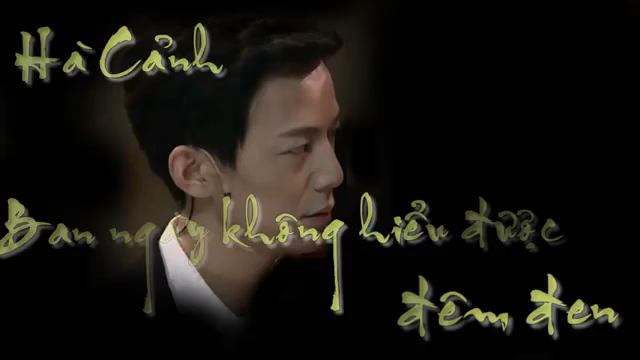 Hà Cảnh
Ban ngày không hiểu được
đêm đen